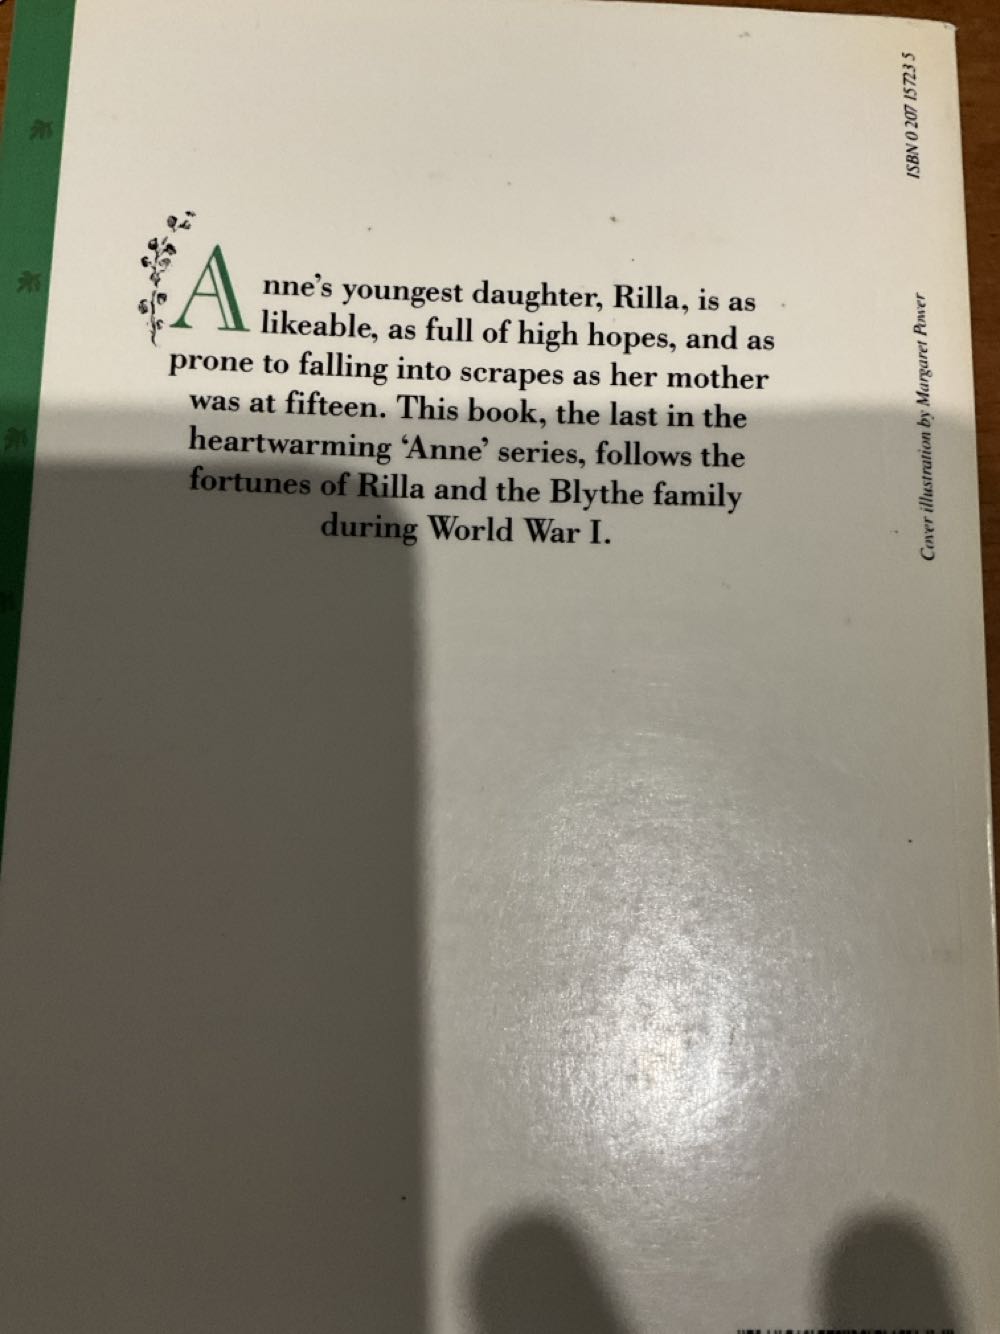 Anne's youngest daughter, Rilla, is as
likeable, as full of high hopes, and as
prone to falling into scrapes as her mother
was at fifteen. This book, the last in the
heartwarming ‘Anne’ series, follows the
fortunes of Rilla and the Blythe family
during World War I.
ISBN 0 207 15723 5
Cover illustration by Margaret Power